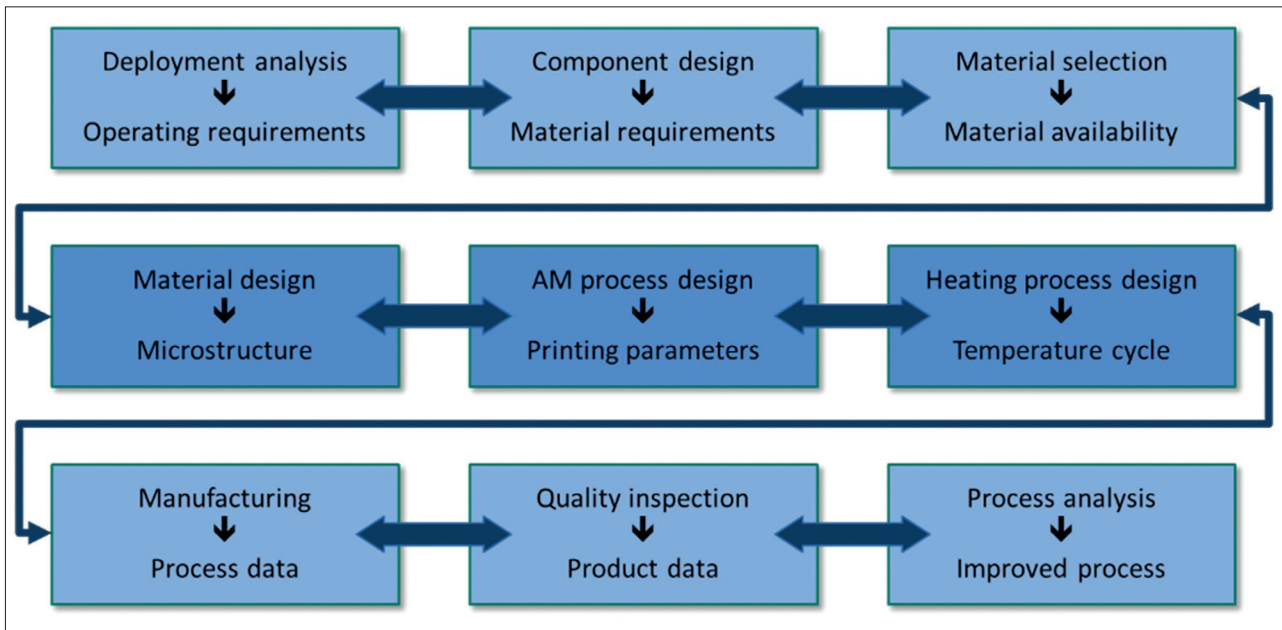 Deployment analysis
Operating requirements
Component design
Material requirements
Material selection
Material availability
Material design
Microstructure
AM process design
Printing parameters
Heating process design
Temperature cycle
Manufacturing
Process data
Quality inspection
Product data
Process analysis
Improved process